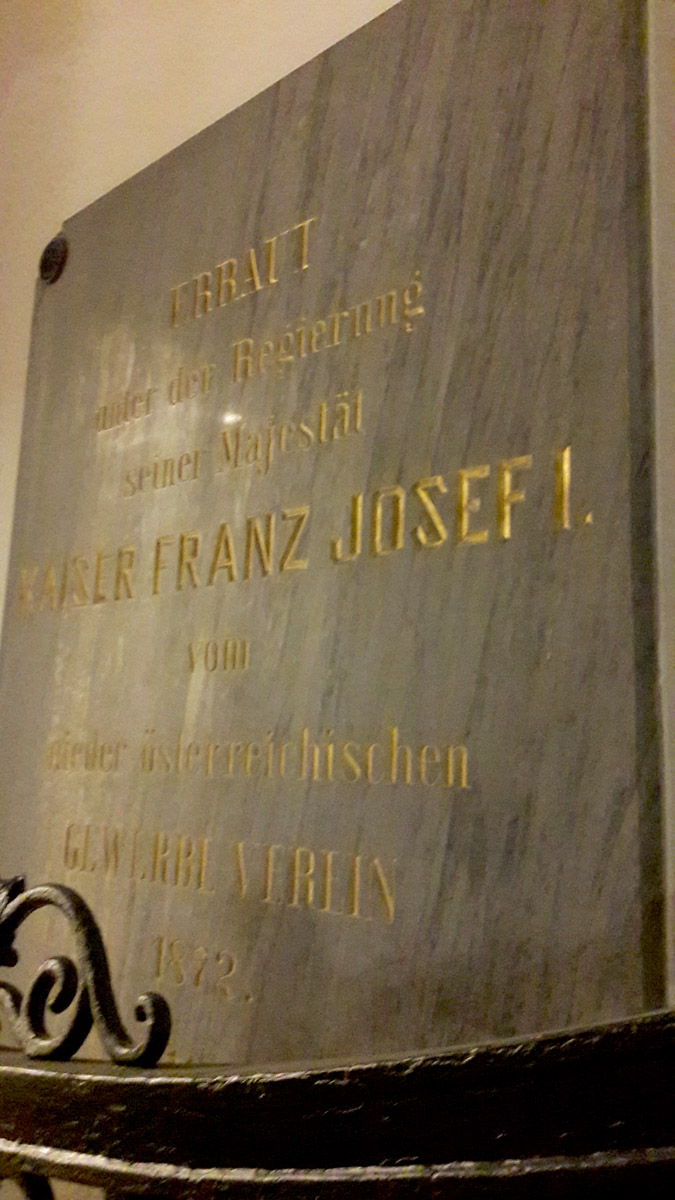 ERBAUT
unter der Regierung
seiner Majestät
KAISER FRANZ JOSEF I.
vom
nieder österreichischen
GEWERBE VEREIN
1872.